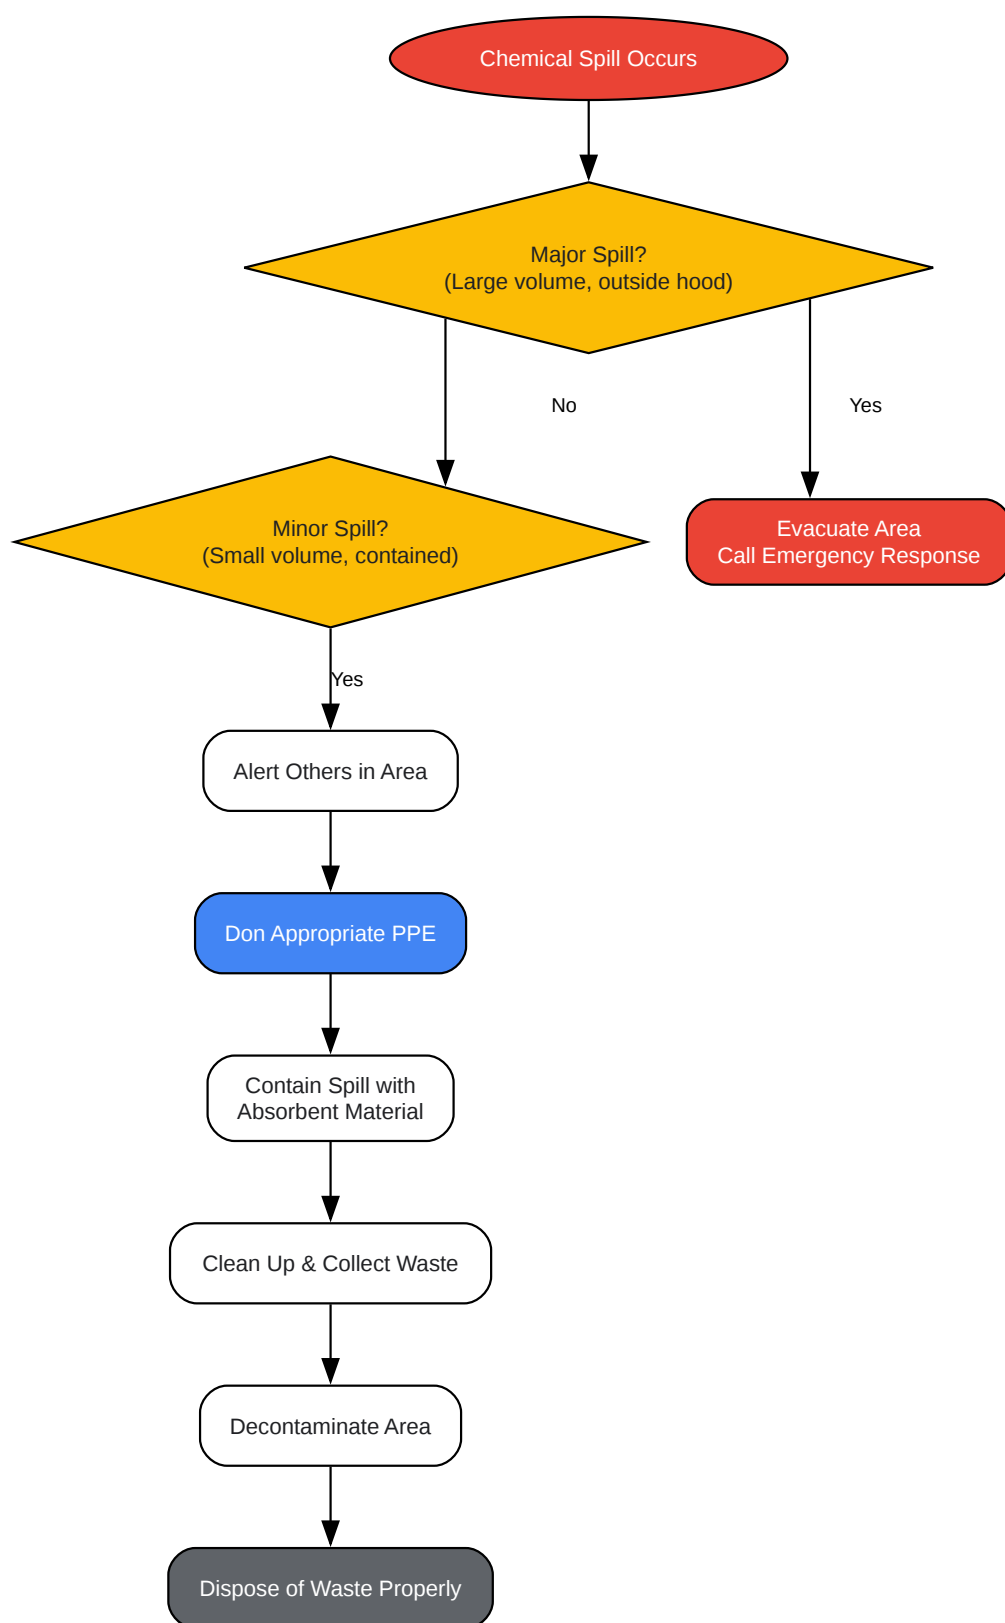 Chemical Spill Occurs
Major Spill?
(Large volume, outside hood)
No
Yes
Minor Spill?
(Small volume, contained)
Evacuate Area
Call Emergency Response
Yes
Alert Others in Area
Don Appropriate PPE
Contain Spill with
Absorbent Material
Clean Up & Collect Waste
Decontaminate Area
Dispose of Waste Properly